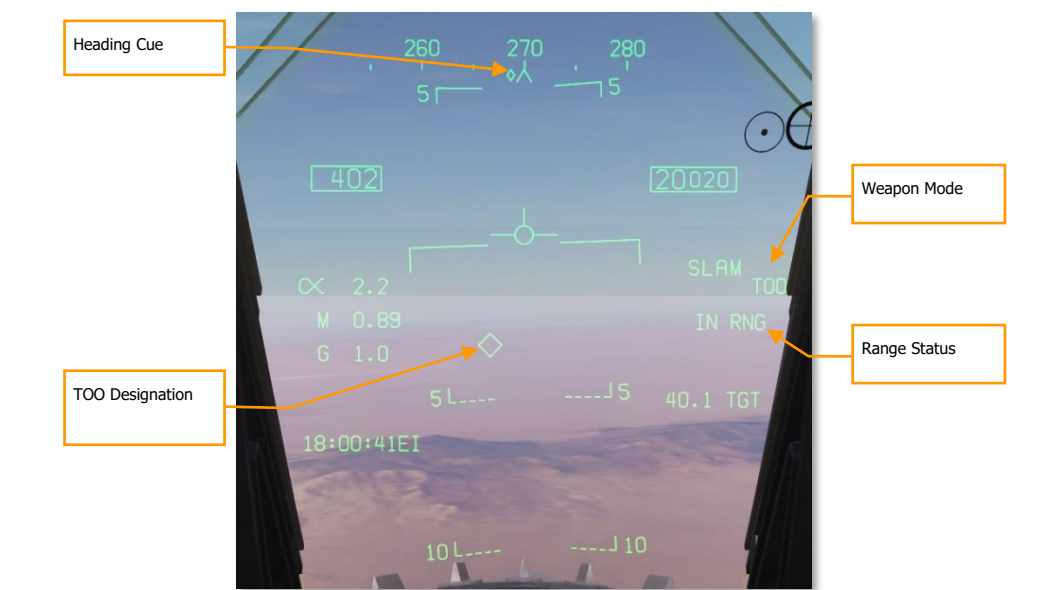 Heading Cue
260 270 280
5 5
402
20020
Weapon Mode
SLAM
TOO
α 2.2
M 0.89
IN RNG
G 1.0
Range Status
TOO Designation
5 5
40.1 TGT
18:00:41EI
10 10